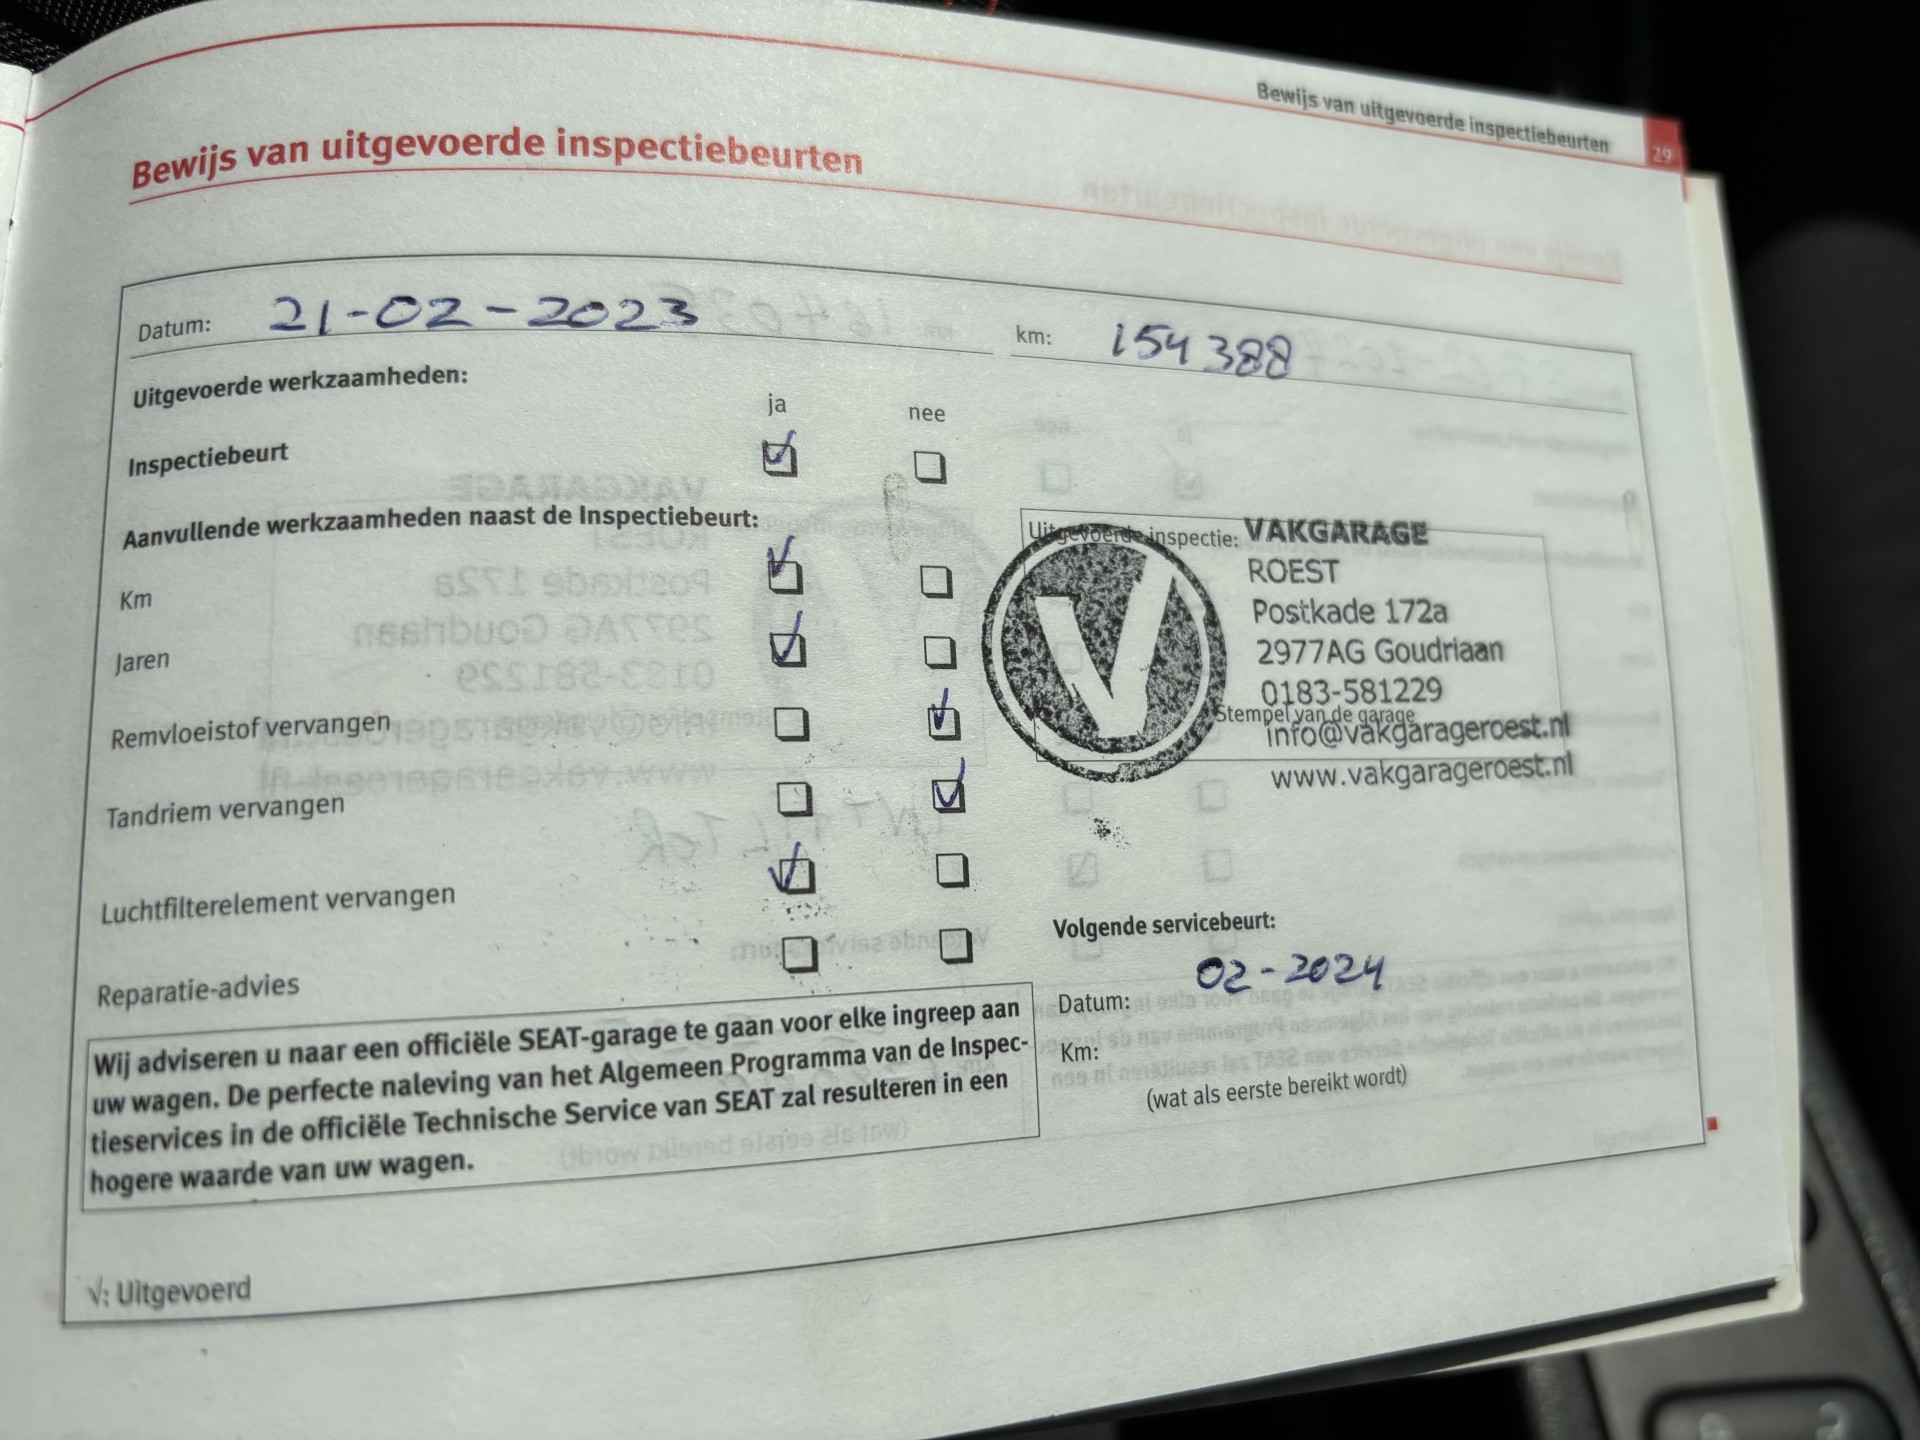 Bewijs van uitgevoerde inspectiebeurten
29
Bewijs van uitgevoerde inspectiebeurten
Datum: 21-02-2023
km: 154388
Uitgevoerde werkzaamheden:
ja
nee
Inspectiebeurt
Aanvullende werkzaamheden naast de Inspectiebeurt:
Km
Jaren
Remvloeistof vervangen
Tandriem vervangen
Luchtfilterelement vervangen
Reparatie-advies
Wij adviseren u naar een officiële SEAT-garage te gaan voor elke ingreep aan
uw wagen. De perfecte naleving van het Algemeen Programma van de Inspec-
tieservices in de officiële Technische Service van SEAT zal resulteren in een
hogere waarde van uw wagen.
√: Uitgevoerd
Uitgevoerde inspectie:
VAKGARAGE
ROEST
Postkade 172a
2977AG Goudriaan
0183-581229
Stempel van de garage
info@vakgarageroest.nl
www.vakgarageroest.nl
Volgende servicebeurt:
Datum: 02-2024
Km:
(wat als eerste bereikt wordt)